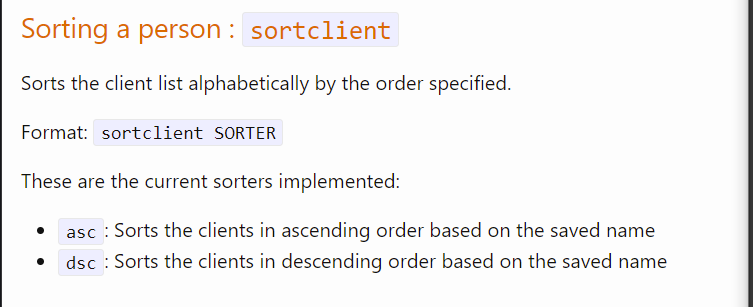 Sorting a person : sortclient
Sorts the client list alphabetically by the order specified.
Format: sortclient SORTER
These are the current sorters implemented:
• asc: Sorts the clients in ascending order based on the saved name
• dsc: Sorts the clients in descending order based on the saved name